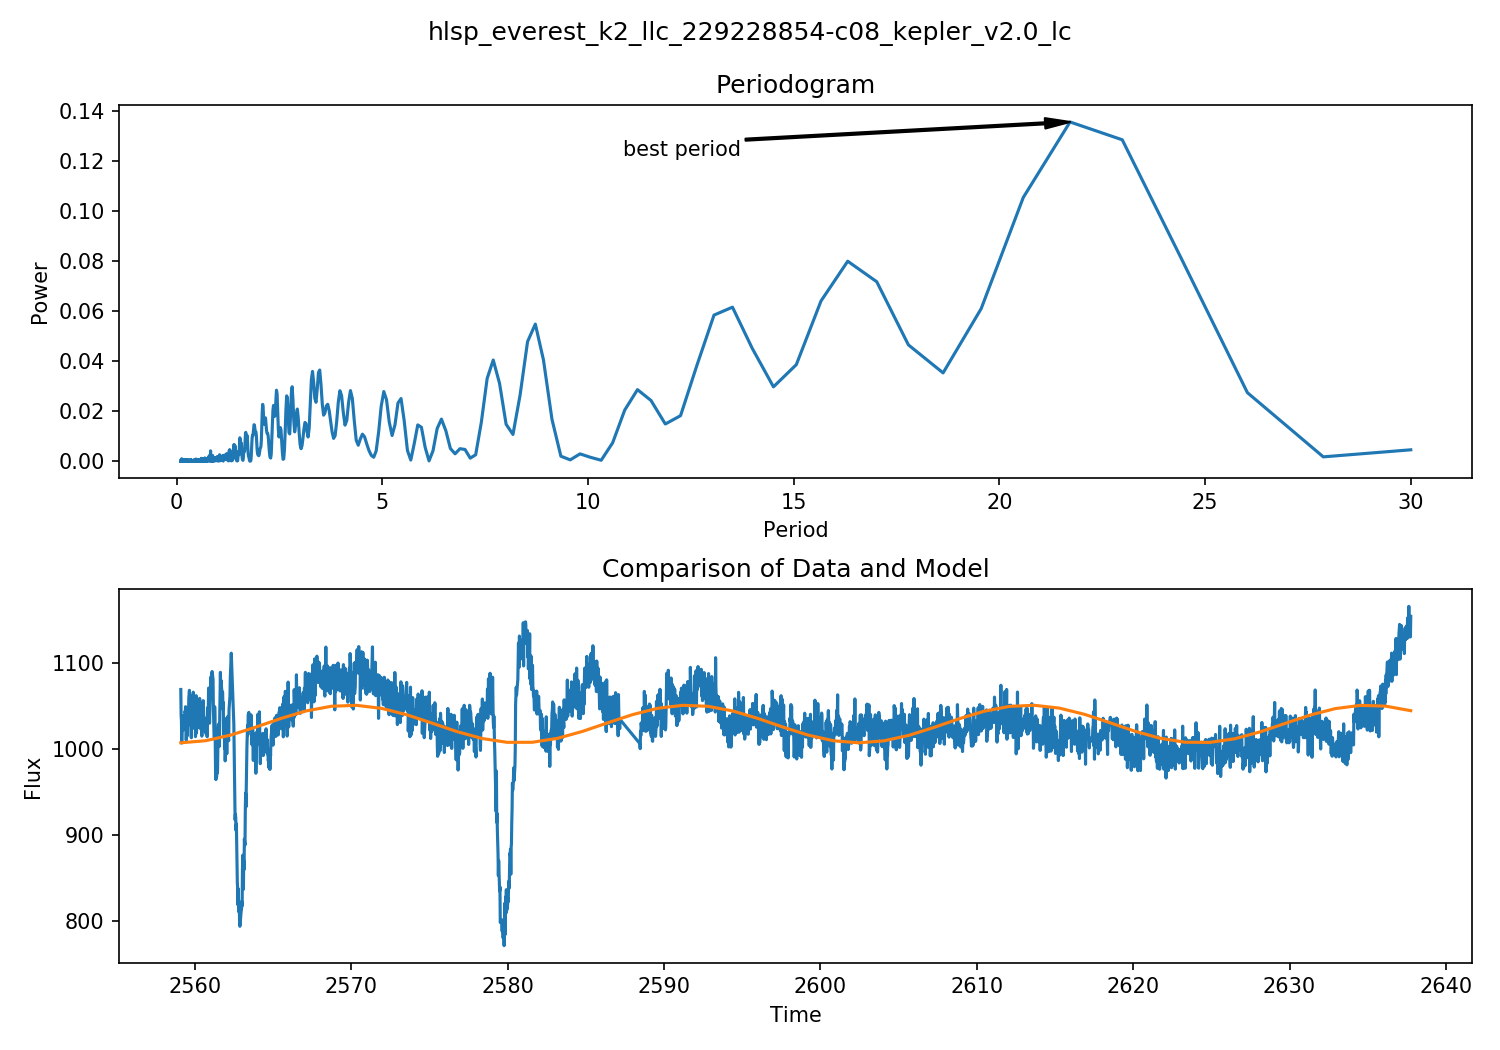 hlsp_everest_k2_llc_229228854-c08_kepler_v2.0_lc
Periodogram
0.14
0.12
0.10
0.08
0.06
0.04
0.02
0.00
Power
best period
0 5 10 15 20 25 30
Period
Comparison of Data and Model
1100
1000
900
800
Flux
2560 2570 2580 2590 2600 2610 2620 2630 2640
Time